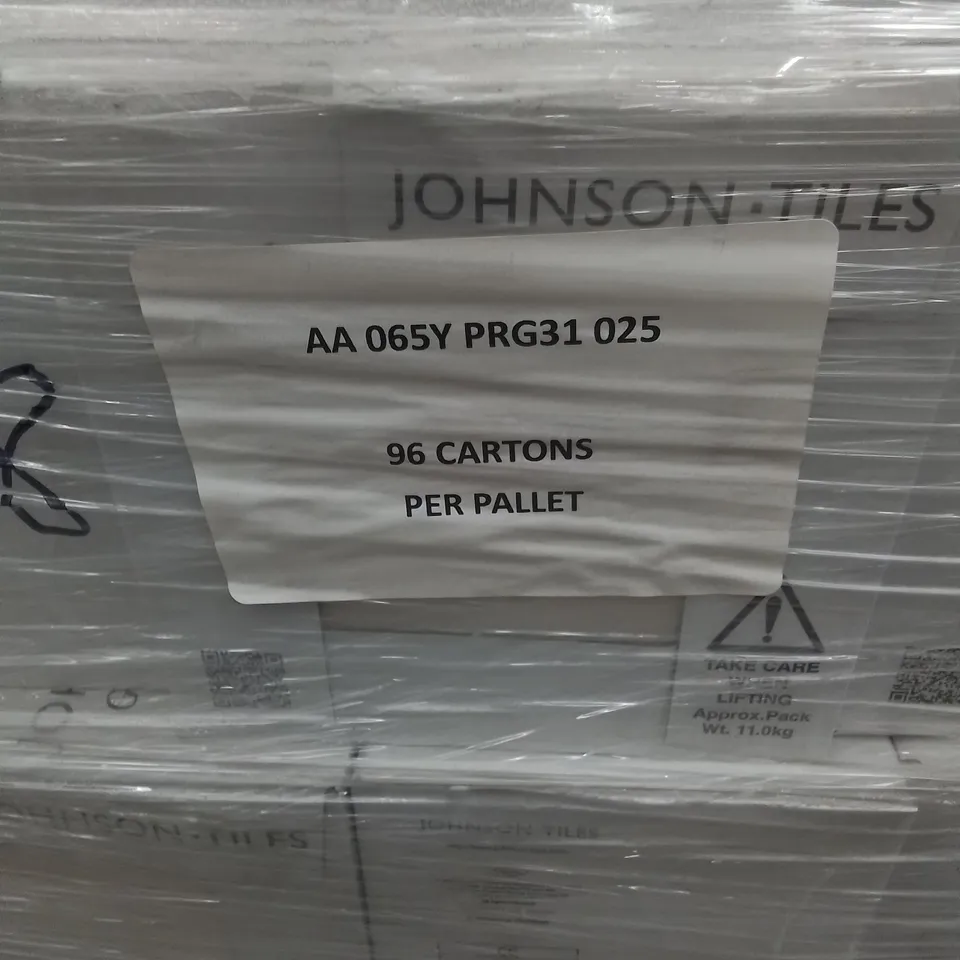 JOHNSON · TILES
AA 065Y PRG31 025
96 CARTONS
PER PALLET
TAKE CARE
WHEN
LIFTING
Approx.Pack
Wt. 11.0kg
JOHNSON · TILES
JOHNSON TILES